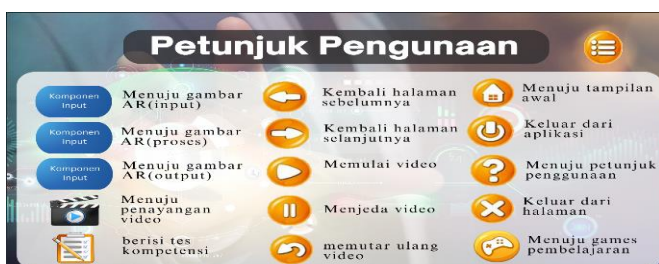 Petunjuk Pengunaan
Komponen
Input
Menuju gambar
AR(input)
Komponen
Input
Menuju gambar
AR(proses)
Komponen
Input
Menuju gambar
AR(output)
Menuju
penayangan
video
berisi tes
kompetensi
Kembali halaman
sebelumnya
Kembali halaman
selanjutnya
Memulai video
Menjeda video
memutar ulang
video
Menuju tampilan
awal
Keluar dari
aplikasi
Menuju petunjuk
penggunaan
Keluar dari
halaman
Menuju games
pembelajaran